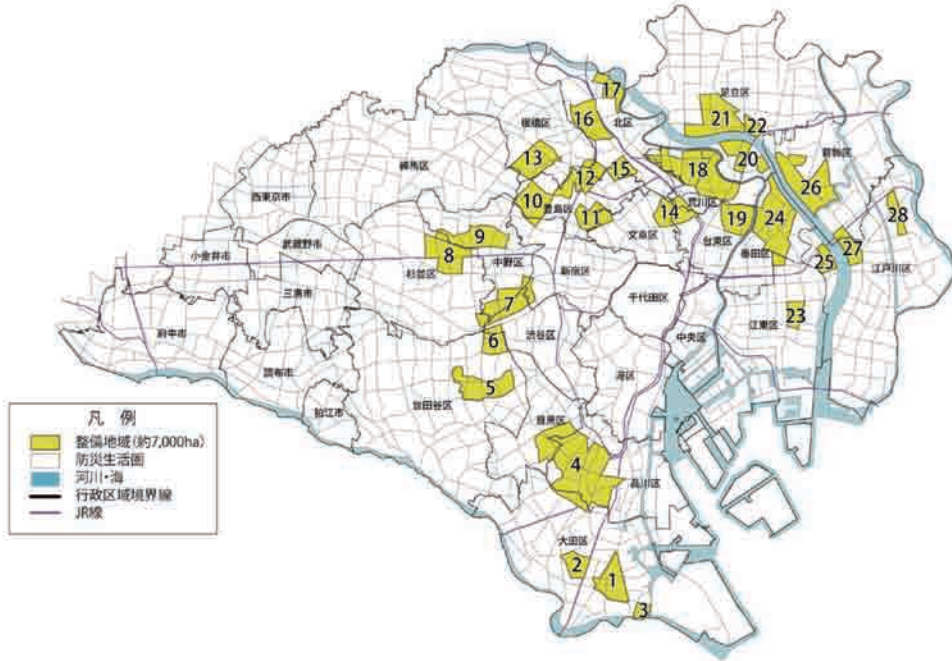 17
足立区
16
北区
21
22
板橋区
葛飾区
13
15
20
練馬区
12
18
26
西東京市
10
豊島区
荒川区
28
11
14
19
24
文京区
台東区
9
墨田区
27
武蔵野市
小金井市
8
中野区
25
江戸川区
杉並区
新宿区
三鷹市
千代田区
7
23
府中市
6
渋谷区
中央区
江東区
調布市
港区
5
狛江市
世田谷区
目黒区
4
品川区
大田区
2
1
3
凡 例
整備地域(約7,000ha)
防災生活圏
河川・海
行政区域境界線
JR線